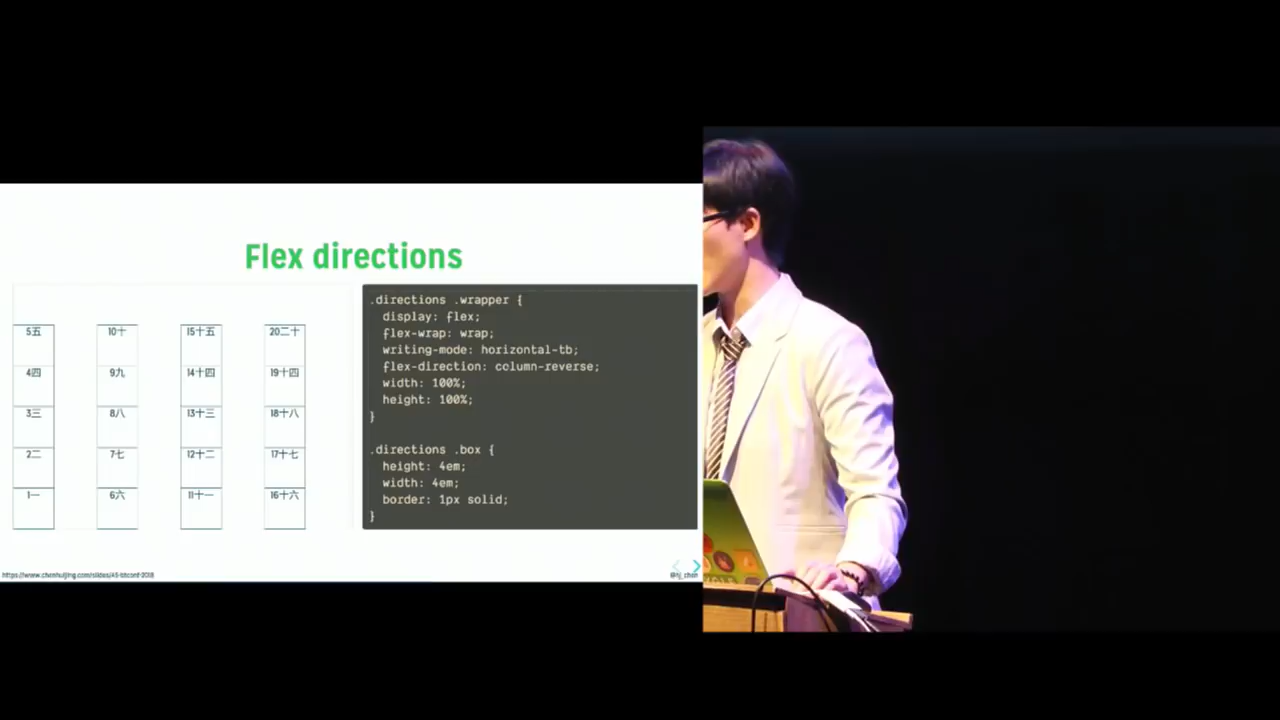 Flex directions
5五 10十 15十五 20二十
4四 9九 14十四 19十四
3三 8八 13十三 18十八
2二 7七 12十二 17十七
1一 6六 11十一 16十六
.directions .wrapper {
display: flex;
flex-wrap: wrap;
writing-mode: horizontal-tb;
flex-direction: column-reverse;
width: 100%;
height: 100%;
}
.directions .box {
height: 4em;
width: 4em;
border: 1px solid;
}
https://www.chenhuijing.com/slides/45-btconf-2018
@hj_chen